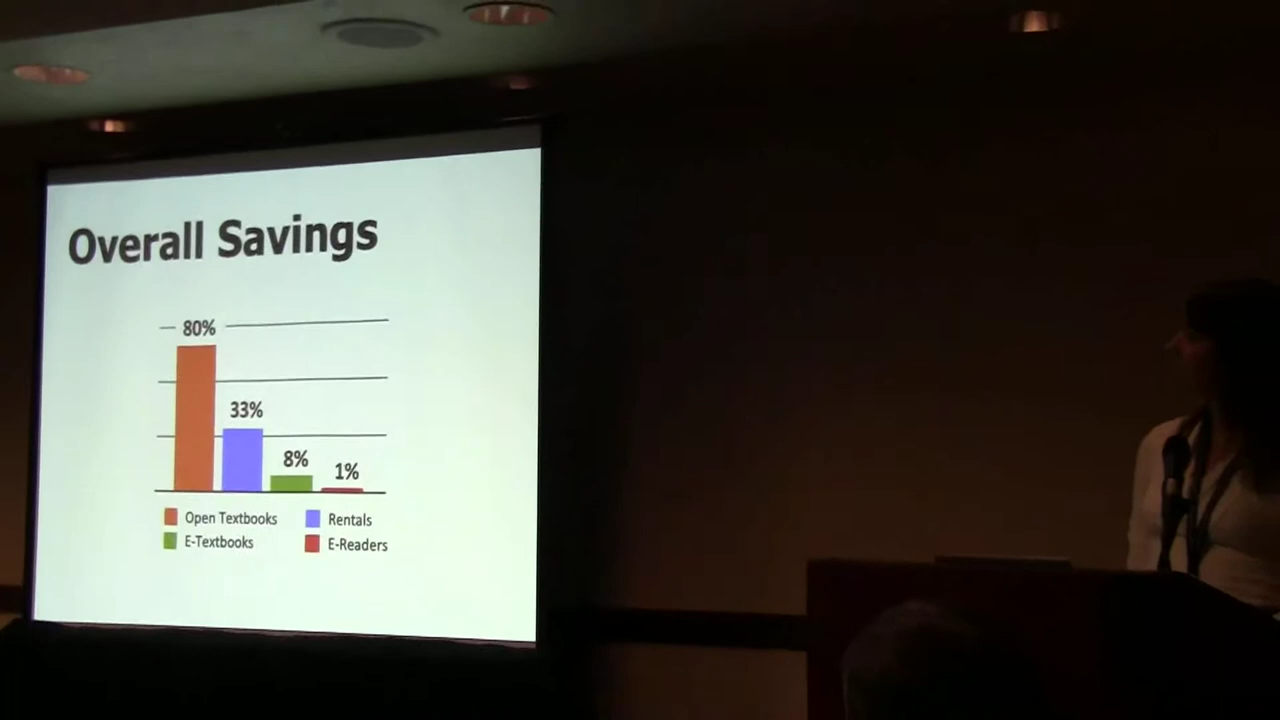 Overall Savings
80%
33%
8%
1%
Open Textbooks
Rentals
E-Textbooks
E-Readers